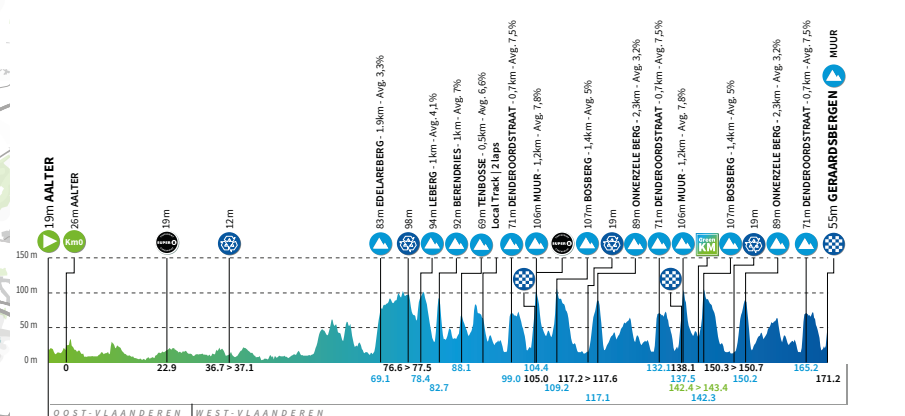 19m AALTER
26m AALTER
19m
12m
83m EDELAREBERG - 1.9km - Avg. 3,3%
98m
94m LEBERG - 1km - Avg. 4,1%
92m BERENDRIES - 1km - Avg. 7%
69m TENBOSSE - 0,5km - Avg. 6,6%
Local Track | 2 laps
71m DENDEROORDSTRAAT - 0,7km - Avg. 7,5%
106m MUUR - 1,2km - Avg. 7,8%
107m BOSBERG - 1,4km - Avg. 5%
19m
89m ONKERZELE BERG - 2,3km - Avg. 3,2%
71m DENDEROORDSTRAAT - 0,7km - Avg. 7,5%
106m MUUR - 1,2km - Avg. 7,8%
107m BOSBERG - 1,4km - Avg. 5%
19m
89m ONKERZELE BERG - 2,3km - Avg. 3,2%
71m DENDEROORDSTRAAT - 0,7km - Avg. 7,5%
55m GERAARDSBERGEN MUUR
Km0
SUPER 8
SUPER 8
Green KM
150 m
100 m
50 m
0 m
0 22.9 36.7 > 37.1 76.6 > 77.5 88.1 104.4 132.1 138.1 150.3 > 150.7 165.2
69.1 78.4 99.0 105.0 117.2 > 117.6 137.5 150.2 171.2
82.7 109.2 142.4 > 143.4
117.1 142.3
OOST-VLAANDEREN WEST-VLAANDEREN